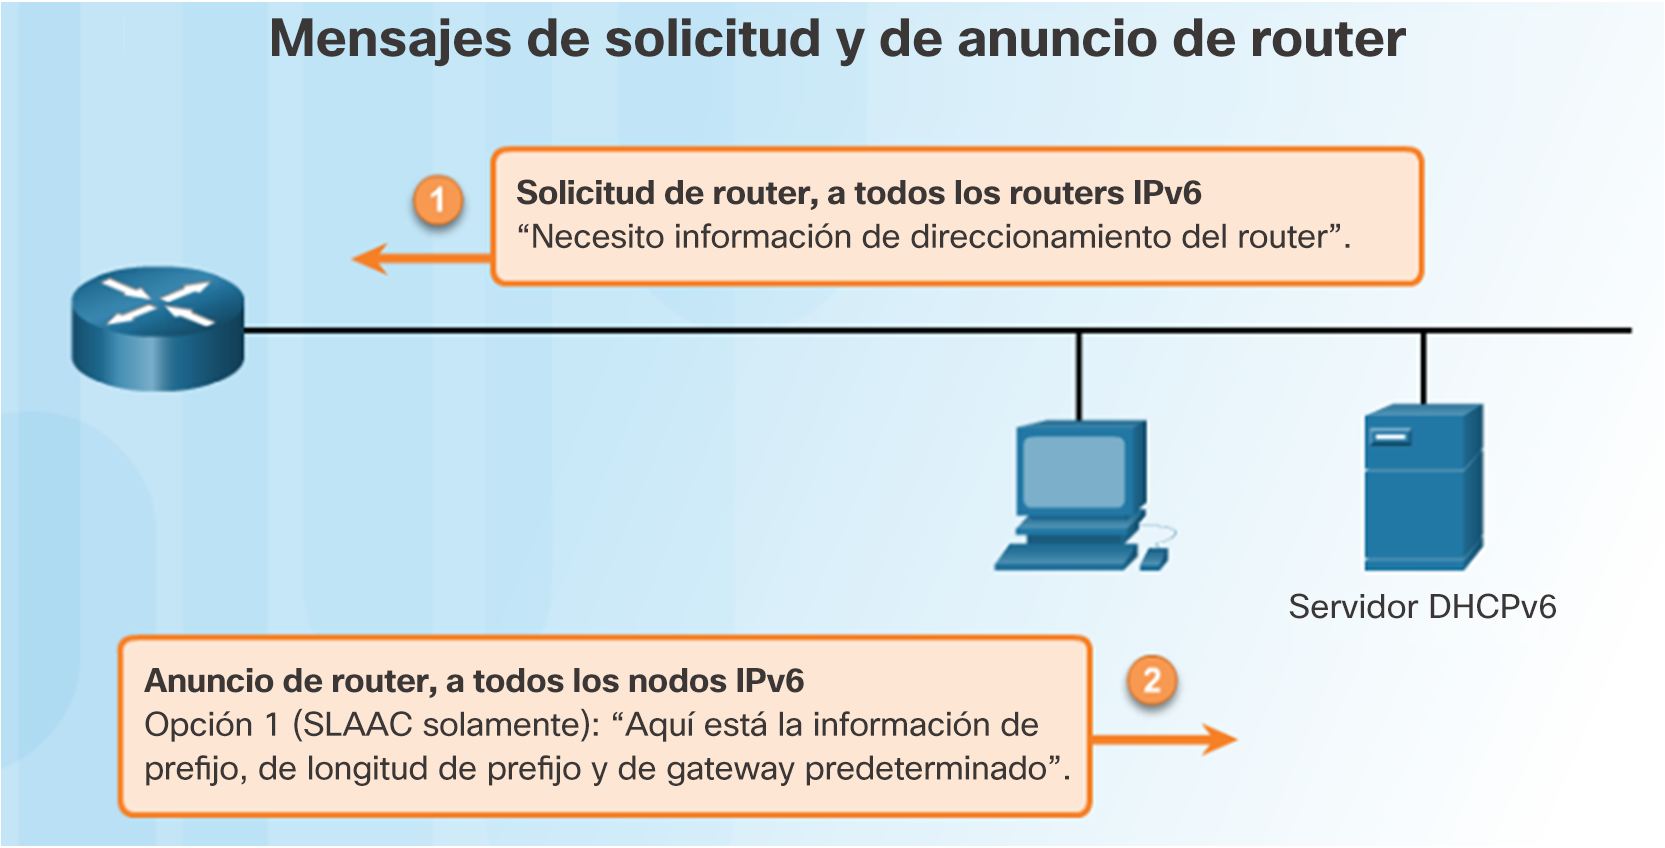 Mensajes de solicitud y de anuncio de router
1
Solicitud de router, a todos los routers IPv6
“Necesito información de direccionamiento del router”.
Servidor DHCPv6
Anuncio de router, a todos los nodos IPv6
Opción 1 (SLAAC solamente): “Aquí está la información de
prefijo, de longitud de prefijo y de gateway predeterminado”.
2